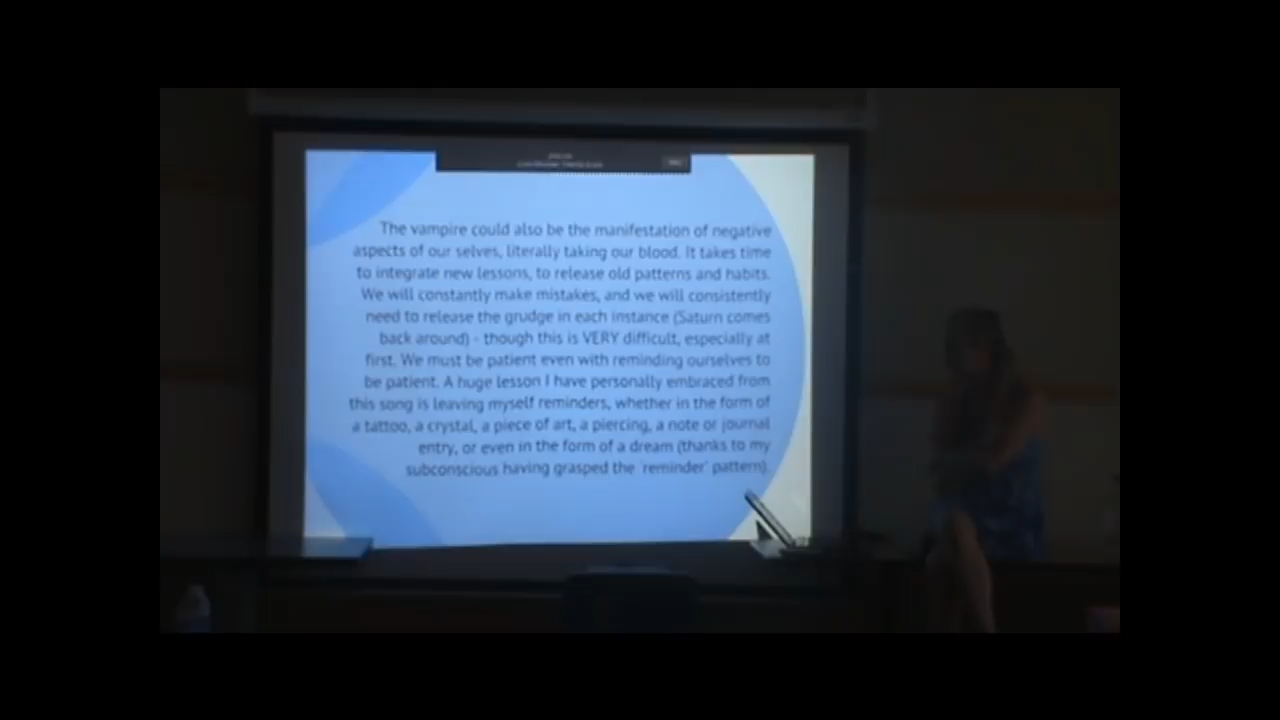 The vampire could also be the manifestation of negative
aspects of our selves, literally taking our blood. It takes time
to integrate new lessons, to release old patterns and habits.
We will constantly make mistakes, and we will consistently
need to release the grudge in each instance (Saturn comes
back around) - though this is VERY difficult, especially at
first. We must be patient even with reminding ourselves to
be patient. A huge lesson I have personally embraced from
this song is leaving myself reminders, whether in the form of
a tattoo, a crystal, a piece of art, a piercing, a note or journal
entry, or even in the form of a dream (thanks to my
subconscious having grasped the 'reminder' pattern).